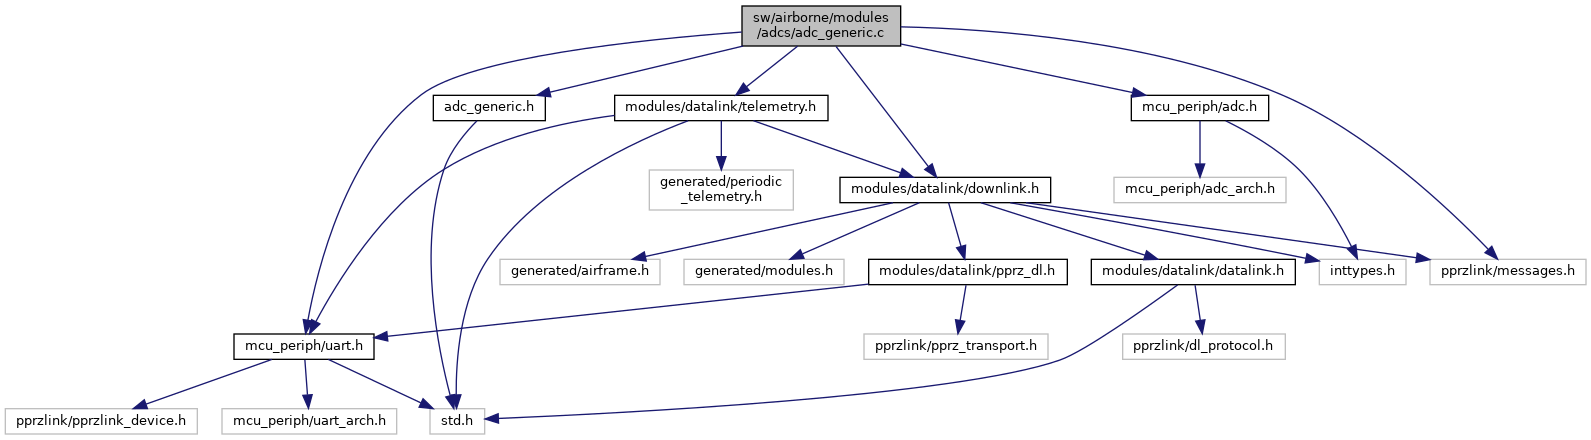 sw/airborne/modules
/adcs/adc_generic.c
adc_generic.h
modules/datalink/telemetry.h
mcu_periph/adc.h
generated/periodic
_telemetry.h
modules/datalink/downlink.h
mcu_periph/adc_arch.h
generated/airframe.h
generated/modules.h
modules/datalink/pprz_dl.h
modules/datalink/datalink.h
inttypes.h
pprzlink/messages.h
mcu_periph/uart.h
pprzlink/pprz_transport.h
pprzlink/dl_protocol.h
pprzlink/pprzlink_device.h
mcu_periph/uart_arch.h
std.h